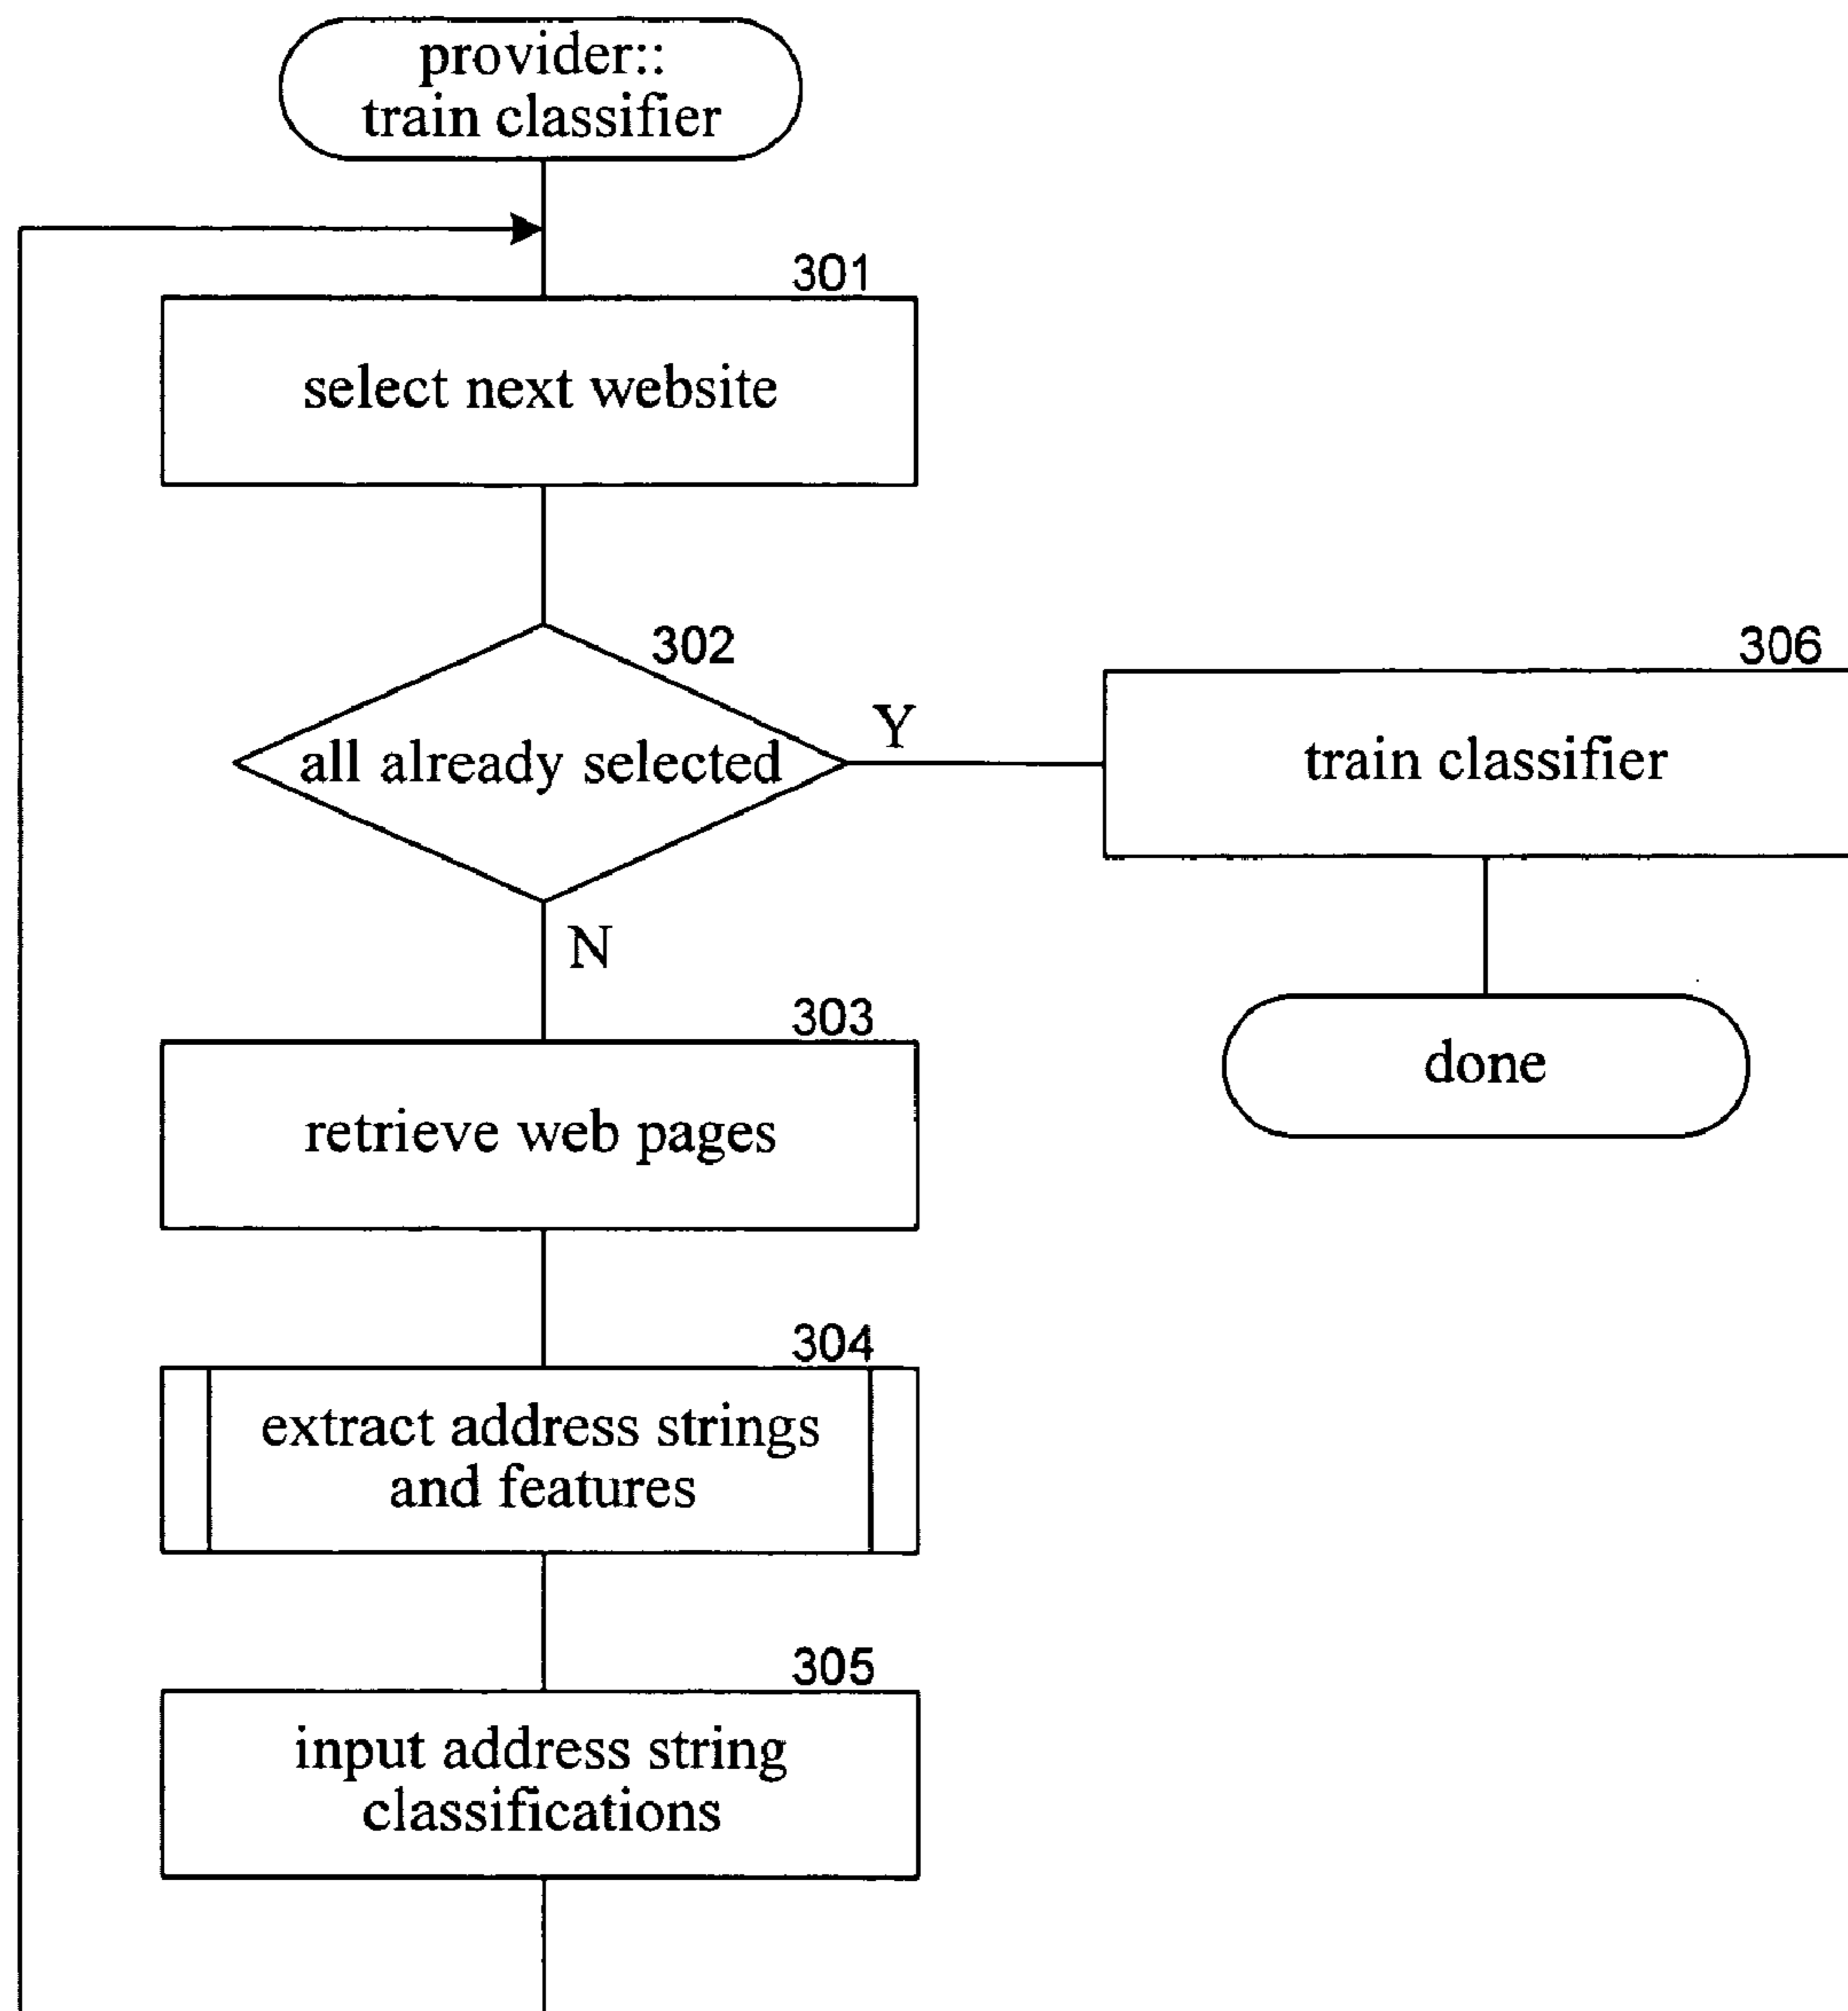 provider::
train classifier
301
select next website
302
all already selected
Y
306
train classifier
N
done
303
retrieve web pages
304
extract address strings
and features
305
input address string
classifications